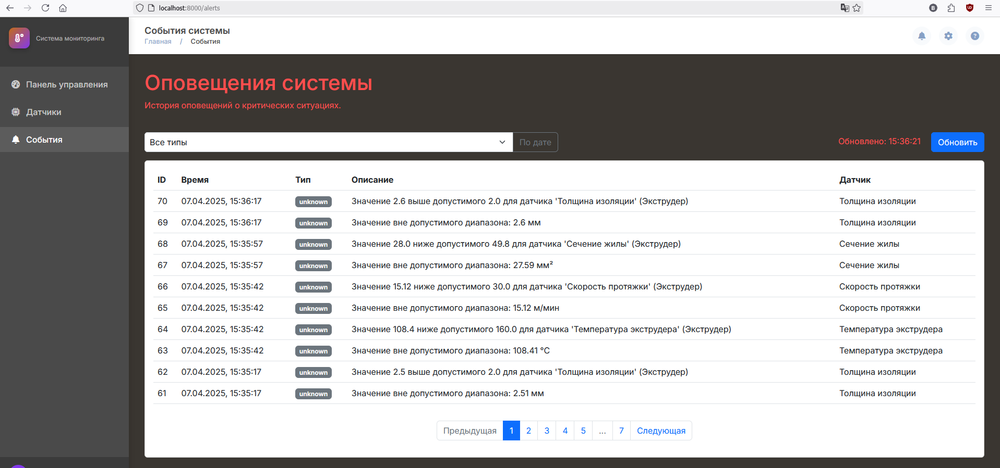 localhost:8000/alerts
B
Система мониторинга
События системы
Главная / События
?
Панель управления
Датчики
События
Оповещения системы
История оповещений о критических ситуациях.
Все типы По дате Обновлено: 15:36:21 Обновить
ID Время Тип Описание Датчик
70 07.04.2025, 15:36:17 unknown Значение 2.6 выше допустимого 2.0 для датчика 'Толщина изоляции' (Экструдер) Толщина изоляции
69 07.04.2025, 15:36:17 unknown Значение вне допустимого диапазона: 2.6 мм Толщина изоляции
68 07.04.2025, 15:35:57 unknown Значение 28.0 ниже допустимого 49.8 для датчика 'Сечение жилы' (Экструдер) Сечение жилы
67 07.04.2025, 15:35:57 unknown Значение вне допустимого диапазона: 27.59 мм² Сечение жилы
66 07.04.2025, 15:35:42 unknown Значение 15.12 ниже допустимого 30.0 для датчика 'Скорость протяжки' (Экструдер) Скорость протяжки
65 07.04.2025, 15:35:42 unknown Значение вне допустимого диапазона: 15.12 м/мин Скорость протяжки
64 07.04.2025, 15:35:42 unknown Значение 108.4 ниже допустимого 160.0 для датчика 'Температура экструдера' (Экструдер) Температура экструдера
63 07.04.2025, 15:35:42 unknown Значение вне допустимого диапазона: 108.41 °C Температура экструдера
62 07.04.2025, 15:35:17 unknown Значение 2.5 выше допустимого 2.0 для датчика 'Толщина изоляции' (Экструдер) Толщина изоляции
61 07.04.2025, 15:35:17 unknown Значение вне допустимого диапазона: 2.51 мм Толщина изоляции
Предыдущая 1 2 3 4 5 ... 7 Следующая